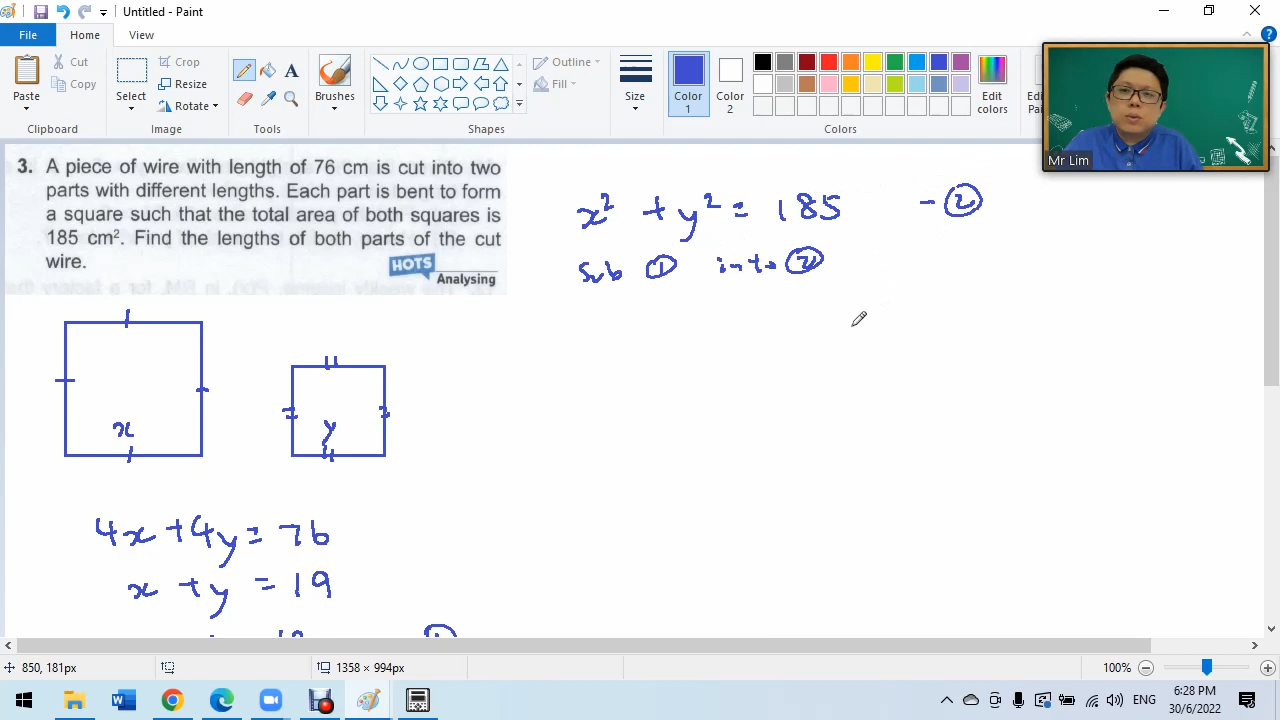 Untitled - Paint
File Home View
Paste Cut Copy Clipboard
Select Crop Resize Rotate Image
Tools
Brushes
Shapes Outline Fill
Size
Color 1 Color 2 Colors
Edit colors
Edit
Mr Lim
3. A piece of wire with length of 76 cm is cut into two
parts with different lengths. Each part is bent to form
a square such that the total area of both squares is
185 cm². Find the lengths of both parts of the cut
wire.
HOTS Analysing
x² + y² = 185 - ②
Sub ① into ②
x
y
4x + 4y = 76
x + y = 19
850, 181px 1358 × 994px 100%
ENG 6:28 PM
30/6/2022